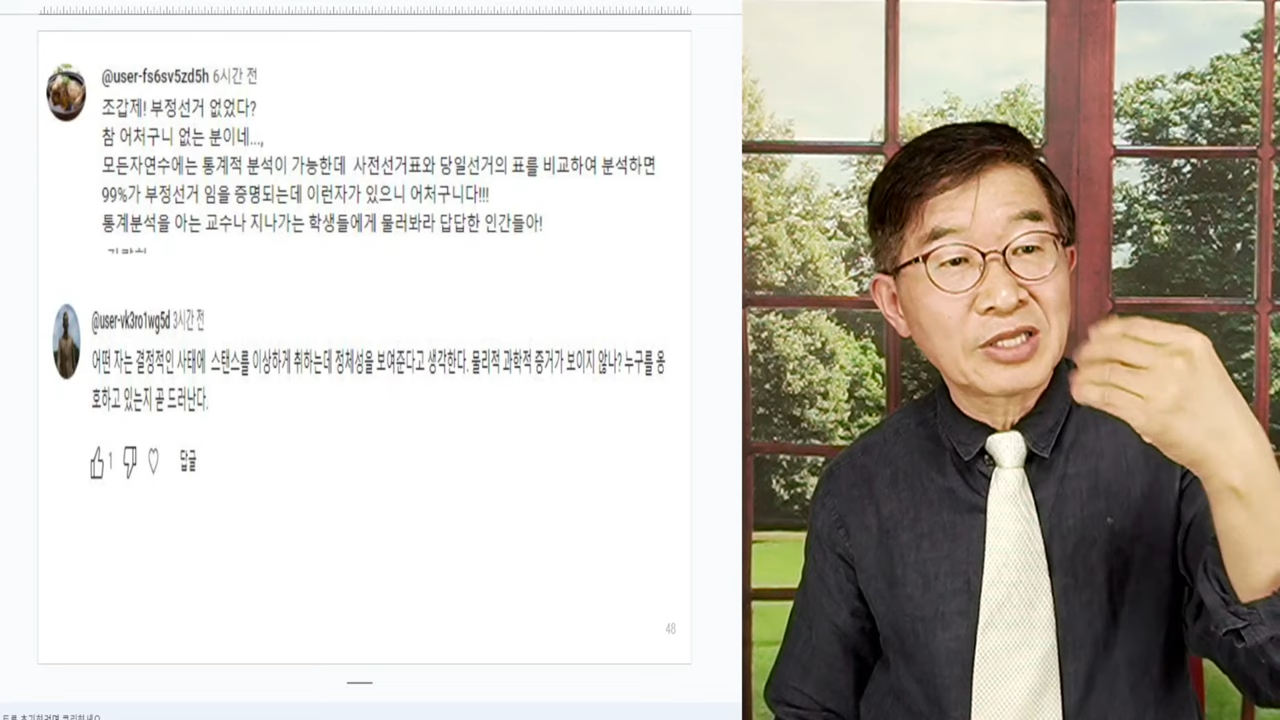 @user-fs6sv5zd5h 6시간 전
조갑제! 부정선거 없었다?
참 어처구니 없는 분이네...,
모든자연수에는 통계적 분석이 가능한데 사전선거표와 당일선거의 표를 비교하여 분석하면
99%가 부정선거 임을 증명되는데 이런자가 있으니 어처구니다!!!
통계분석을 아는 교수나 지나가는 학생들에게 물러봐라 답답한 인간들아!
@user-vk3ro1wg5d 3시간 전
어떤 자는 결정적인 사태에 스탠스를 이상하게 취하는데 정체성을 보여준다고 생각한다. 물리적 과학적 증거가 보이지 않나? 누구를 옹
호하고 있는지 곧 드러난다.
1 답글
48